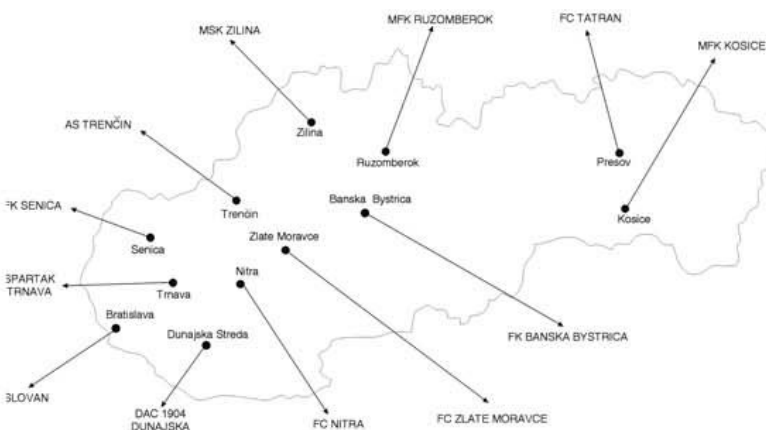 MFK RUZOMBEROK
FC TATRAN
MSK ZILINA
MFK KOSICE
AS TRENČIN
Zilina
Ruzomberok
Presov
FK SENICA
Trenčin
Banska Bystrica
Kosice
Senica
Zlate Moravce
SPARTAK
TRNAVA
Trnava
Nitra
Bratislava
Dunajska Streda
FK BANSKA BYSTRICA
SLOVAN
DAC 1904
DUNAJSKA
FC NITRA
FC ZLATE MORAVCE